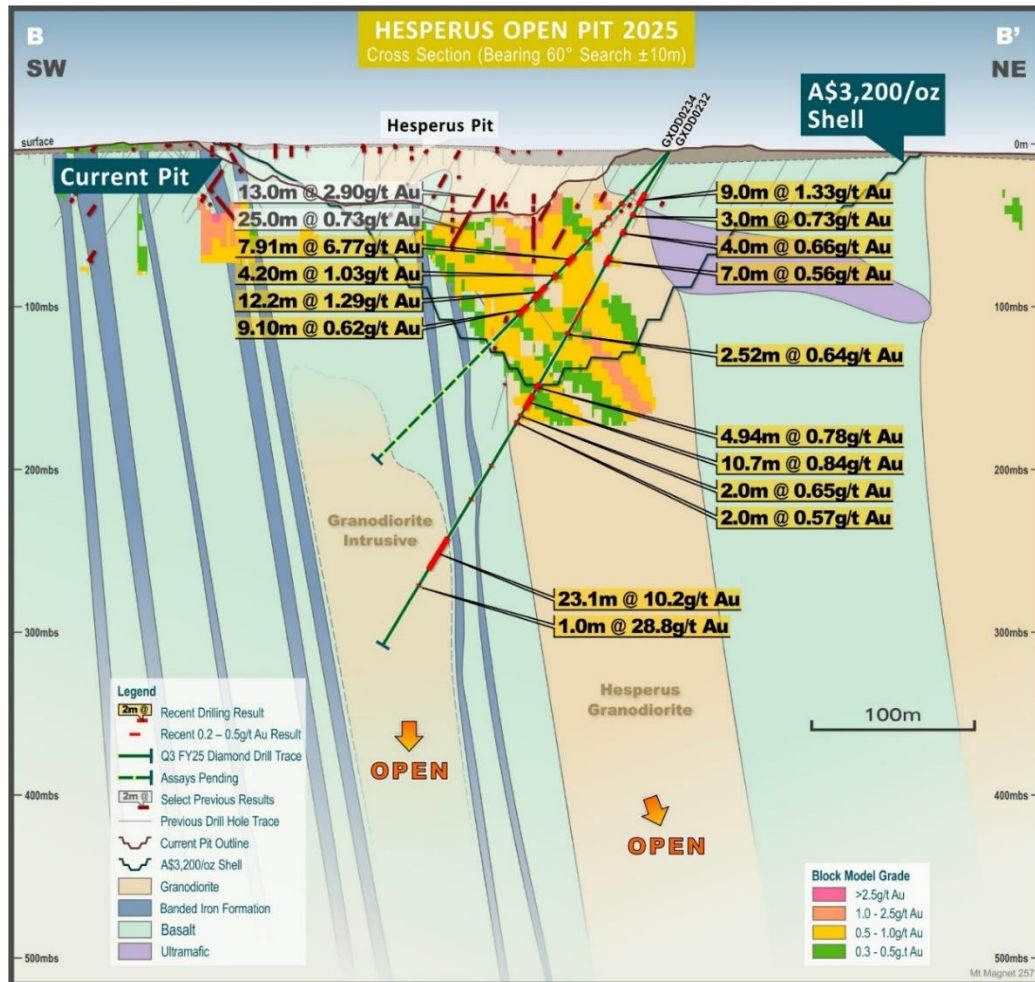 HESPERUS OPEN PIT 2025
Cross Section (Bearing 60° Search ±10m)
B
SW
B'
NE
A$3,200/oz
Shell
GXDD0234
GXDD0232
Hesperus Pit
surface
0m
Current Pit
13.0m @ 2.90g/t Au
25.0m @ 0.73g/t Au
7.91m @ 6.77g/t Au
4.20m @ 1.03g/t Au
12.2m @ 1.29g/t Au
9.10m @ 0.62g/t Au
9.0m @ 1.33g/t Au
3.0m @ 0.73g/t Au
4.0m @ 0.66g/t Au
7.0m @ 0.56g/t Au
2.52m @ 0.64g/t Au
4.94m @ 0.78g/t Au
10.7m @ 0.84g/t Au
2.0m @ 0.65g/t Au
2.0m @ 0.57g/t Au
23.1m @ 10.2g/t Au
1.0m @ 28.8g/t Au
100mbs
100mbs
200mbs
200mbs
300mbs
300mbs
400mbs
400mbs
500mbs
500mbs
Granodiorite
Intrusive
Hesperus
Granodiorite
OPEN
OPEN
100m
Legend
2m @ Recent Drilling Result
Recent 0.2 – 0.5g/t Au Result
Q3 FY25 Diamond Drill Trace
Assays Pending
2m @ Select Previous Results
Previous Drill Hole Trace
Current Pit Outline
A$3,200/oz Shell
Granodiorite
Banded Iron Formation
Basalt
Ultramafic
Block Model Grade
>2.5g/t Au
1.0 - 2.5g/t Au
0.5 - 1.0g/t Au
0.3 - 0.5g.t Au
Mt Magnet 257